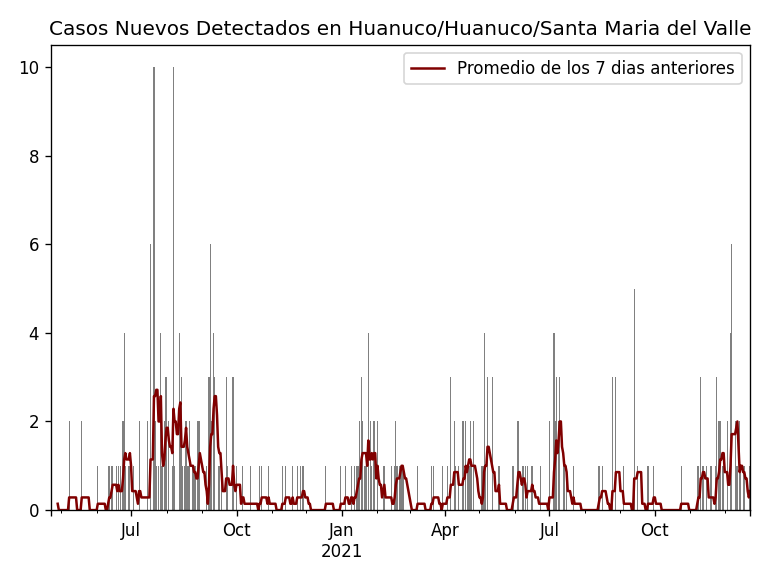 Casos Nuevos Detectados en Huanuco/Huanuco/Santa Maria del Valle
Promedio de los 7 dias anteriores
10
8
6
4
2
0
Jul
Oct
Jan
Apr
Jul
Oct
2021